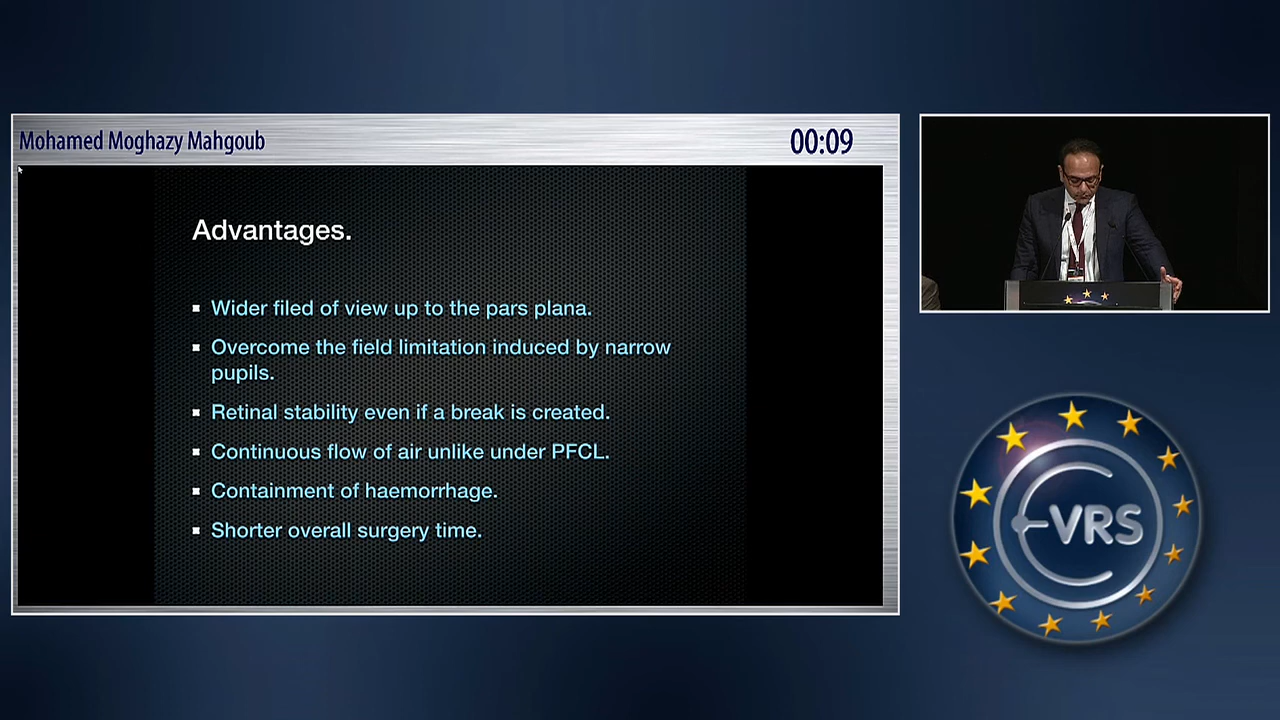 Mohamed Moghazy Mahgoub
00:09
Advantages.
Wider filed of view up to the pars plana.
Overcome the field limitation induced by narrow
pupils.
Retinal stability even if a break is created.
Continuous flow of air unlike under PFCL.
Containment of haemorrhage.
Shorter overall surgery time.
EVRS